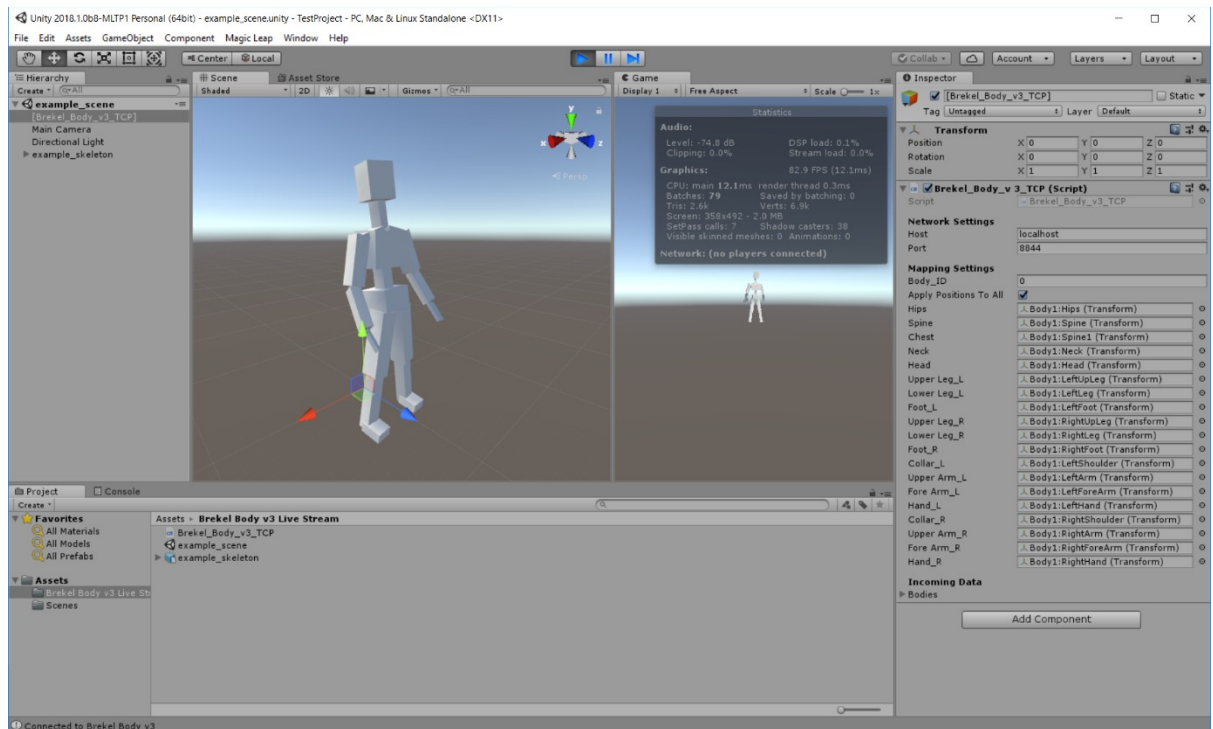 Unity 2018.1.0b8-MLTP1 Personal (64bit) - example_scene.unity - TestProject - PC, Mac & Linux Standalone <DX11>
File Edit Assets GameObject Component Magic Leap Window Help
Center Local
Collab Account Layers Layout
Hierarchy
Create All
example_scene
[Brekel_Body_v3_TCP]
Main Camera
Directional Light
example_skeleton
Scene Asset Store
Shaded 2D Gizmos All
y
x z
Persp
Game
Display 1 Free Aspect Scale 1x
Statistics
Audio:
Level: -74.8 dB DSP load: 0.1%
Clipping: 0.0% Stream load: 0.0%
Graphics: 82.9 FPS (12.1ms)
CPU: main 12.1ms render thread 0.3ms
Batches: 79 Saved by batching: 0
Tris: 2.6k Verts: 6.9k
Screen: 358x492 - 2.0 MB
SetPass calls: 7 Shadow casters: 38
Visible skinned meshes: 0 Animations: 0
Network: (no players connected)
Inspector
[Brekel_Body_v3_TCP] Static
Tag Untagged Layer Default
Transform
Position X 0 Y 0 Z 0
Rotation X 0 Y 0 Z 0
Scale X 1 Y 1 Z 1
Brekel_Body_v 3_TCP (Script)
Script Brekel_Body_v3_TCP
Network Settings
Host localhost
Port 8844
Mapping Settings
Body_ID 0
Apply Positions To All
Hips Body1:Hips (Transform)
Spine Body1:Spine (Transform)
Chest Body1:Spine1 (Transform)
Neck Body1:Neck (Transform)
Head Body1:Head (Transform)
Upper Leg_L Body1:LeftUpLeg (Transform)
Lower Leg_L Body1:LeftLeg (Transform)
Foot_L Body1:LeftFoot (Transform)
Upper Leg_R Body1:RightUpLeg (Transform)
Lower Leg_R Body1:RightLeg (Transform)
Foot_R Body1:RightFoot (Transform)
Collar_L Body1:LeftShoulder (Transform)
Upper Arm_L Body1:LeftArm (Transform)
Fore Arm_L Body1:LeftForeArm (Transform)
Hand_L Body1:LeftHand (Transform)
Collar_R Body1:RightShoulder (Transform)
Upper Arm_R Body1:RightArm (Transform)
Fore Arm_R Body1:RightForeArm (Transform)
Hand_R Body1:RightHand (Transform)
Incoming Data
Bodies
Add Component
Project Console
Create
Favorites
All Materials
All Models
All Prefabs
Assets
Brekel Body v3 Live St
Scenes
Assets ▸ Brekel Body v3 Live Stream
Brekel_Body_v3_TCP
example_scene
example_skeleton
Connected to Brekel Body v3